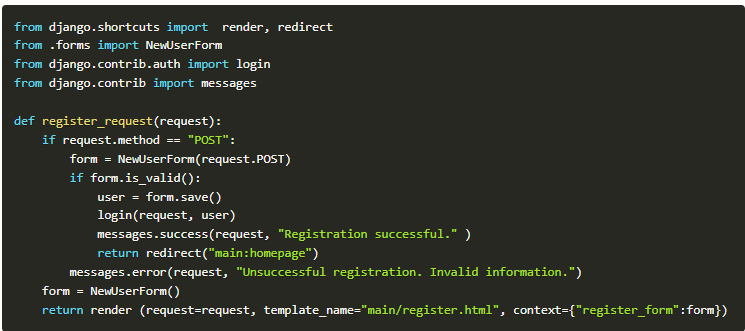 from django.shortcuts import  render, redirect
from .forms import NewUserForm
from django.contrib.auth import login
from django.contrib import messages

def register_request(request):
    if request.method == "POST":
        form = NewUserForm(request.POST)
        if form.is_valid():
            user = form.save()
            login(request, user)
            messages.success(request, "Registration successful." )
            return redirect("main:homepage")
        messages.error(request, "Unsuccessful registration. Invalid information.")
    form = NewUserForm()
    return render (request=request, template_name="main/register.html", context={"register_form":form})